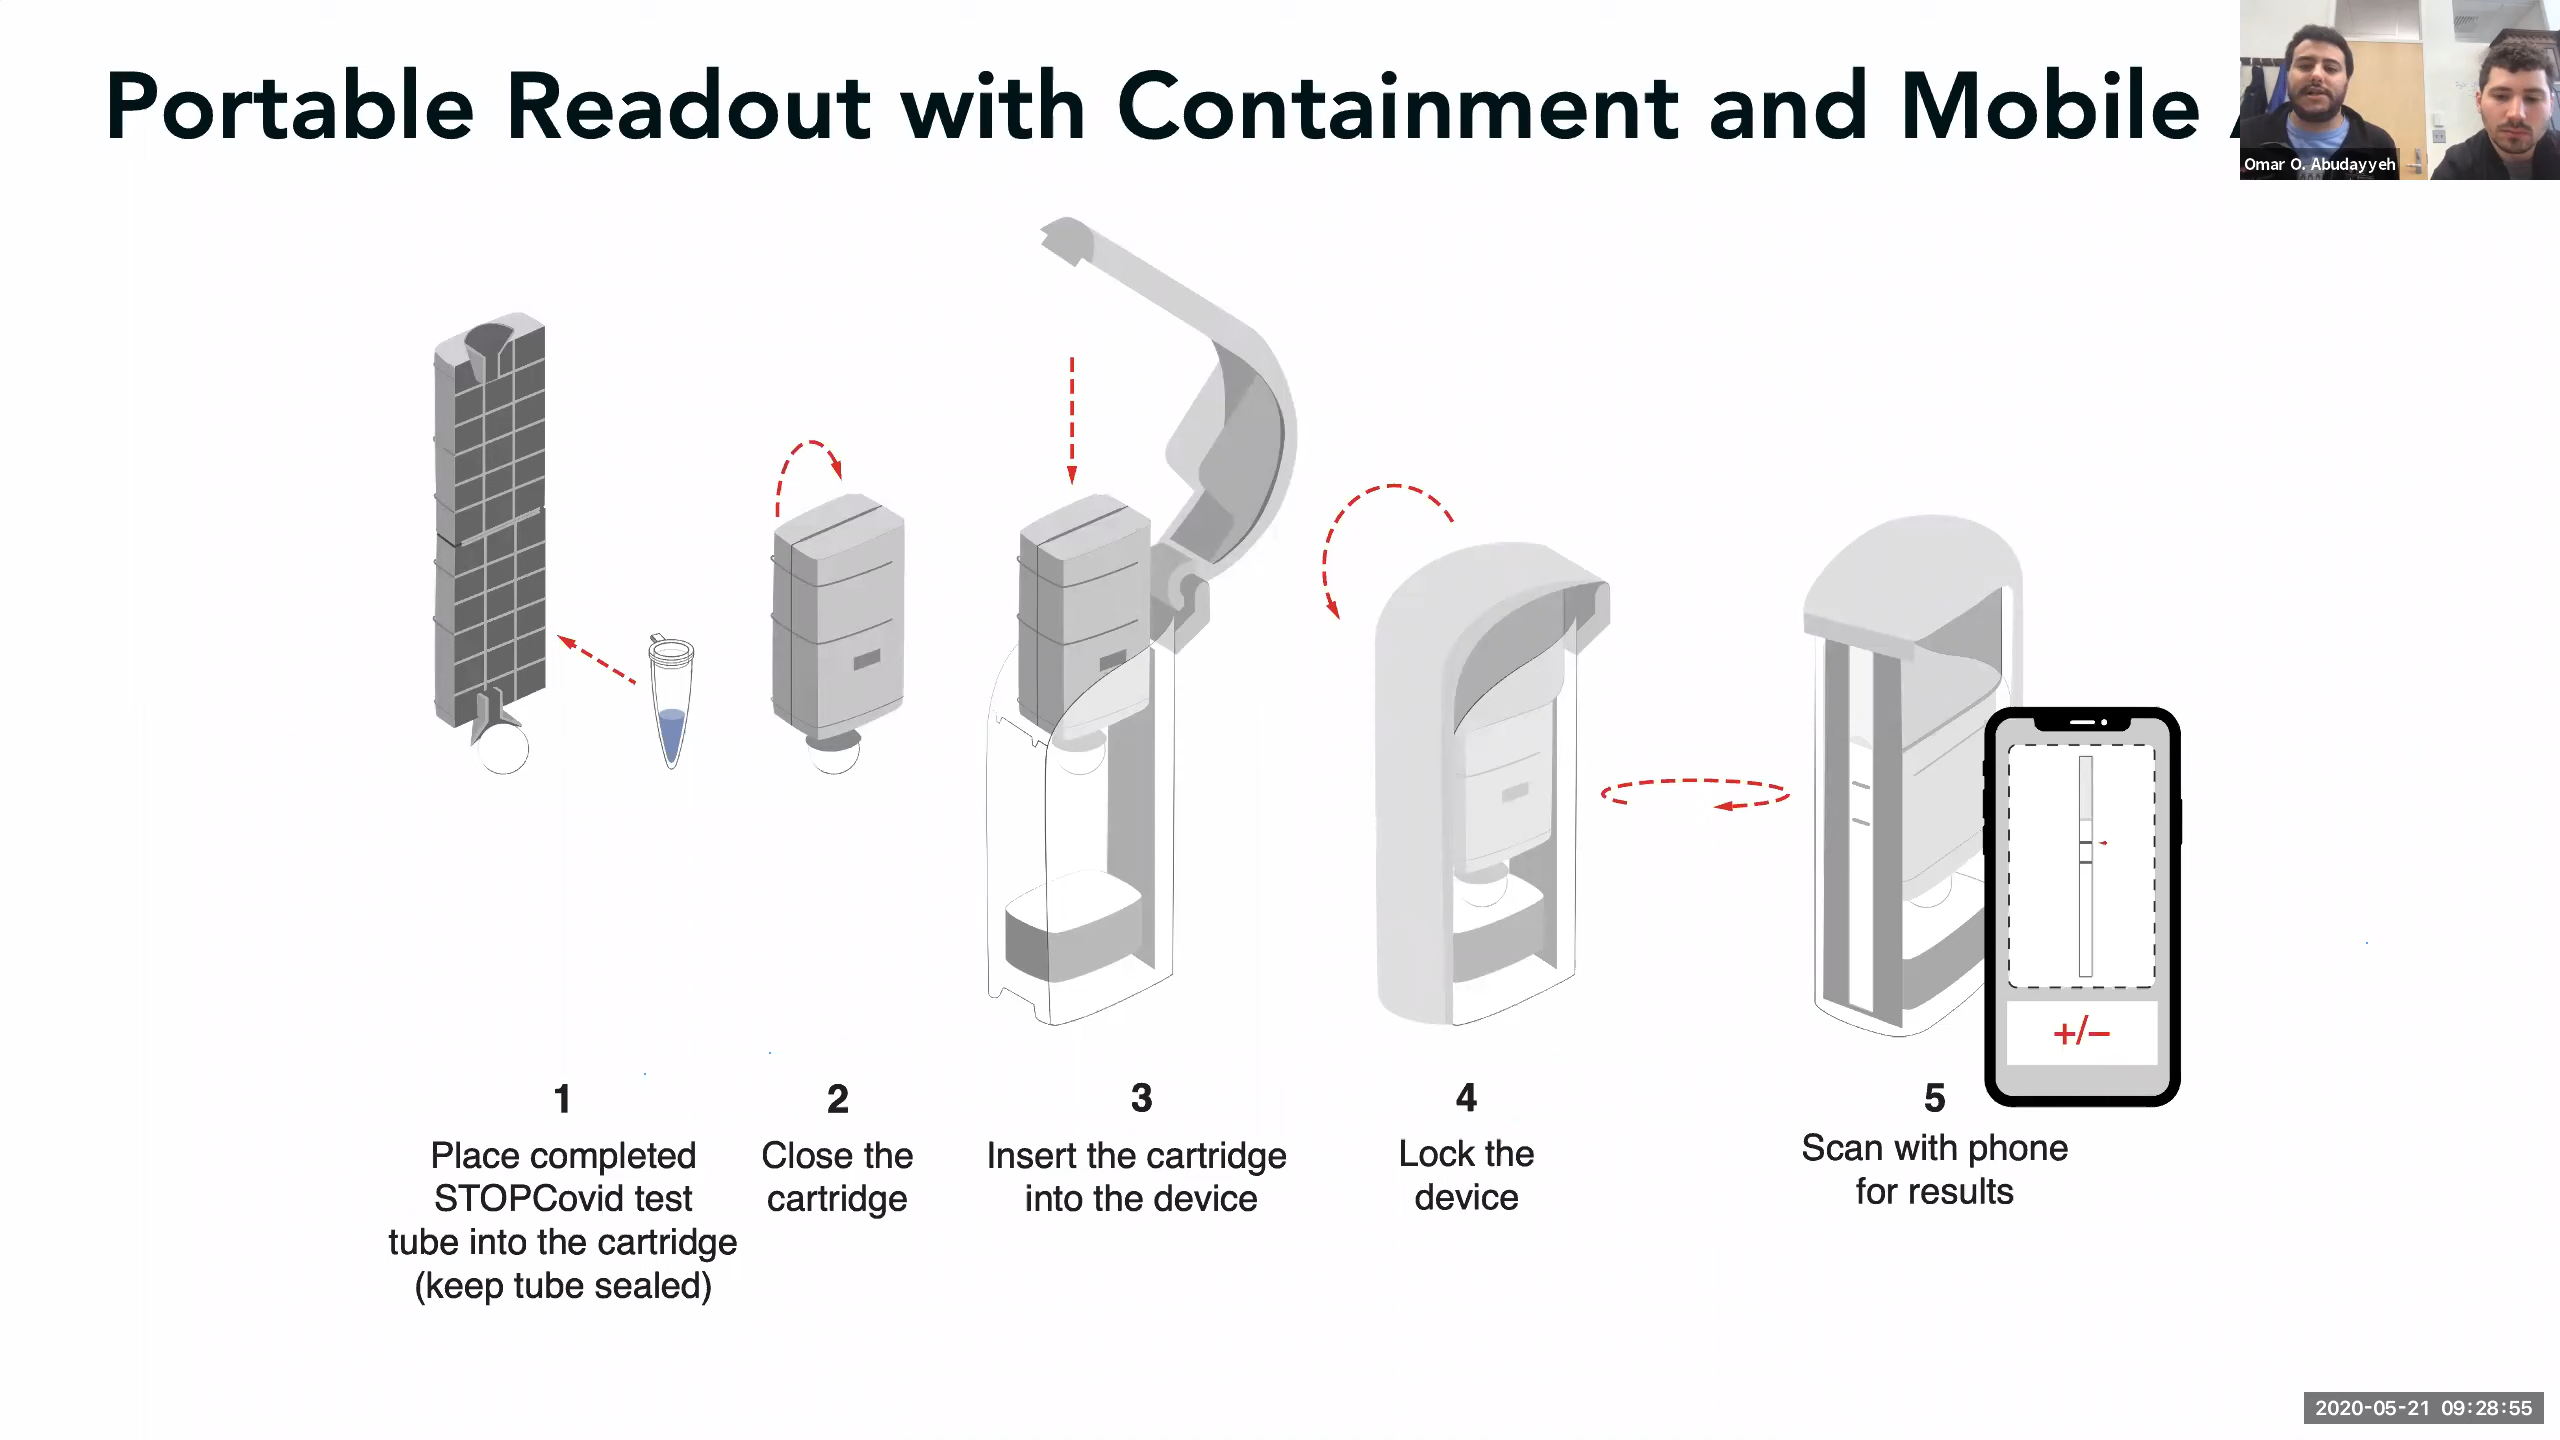 Portable Readout with Containment and Mobile
Omar O. Abudayyeh
1
Place completed
STOPCovid test
tube into the cartridge
(keep tube sealed)
2
Close the
cartridge
3
Insert the cartridge
into the device
4
Lock the
device
5
Scan with phone
for results
+/–
2020-05-21 09:28:55